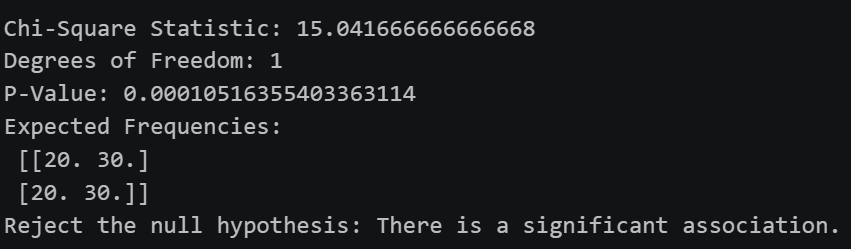 Chi-Square Statistic: 15.041666666666668
Degrees of Freedom: 1
P-Value: 0.00010516355403363114
Expected Frequencies:
[[20. 30.]
[20. 30.]]
Reject the null hypothesis: There is a significant association.